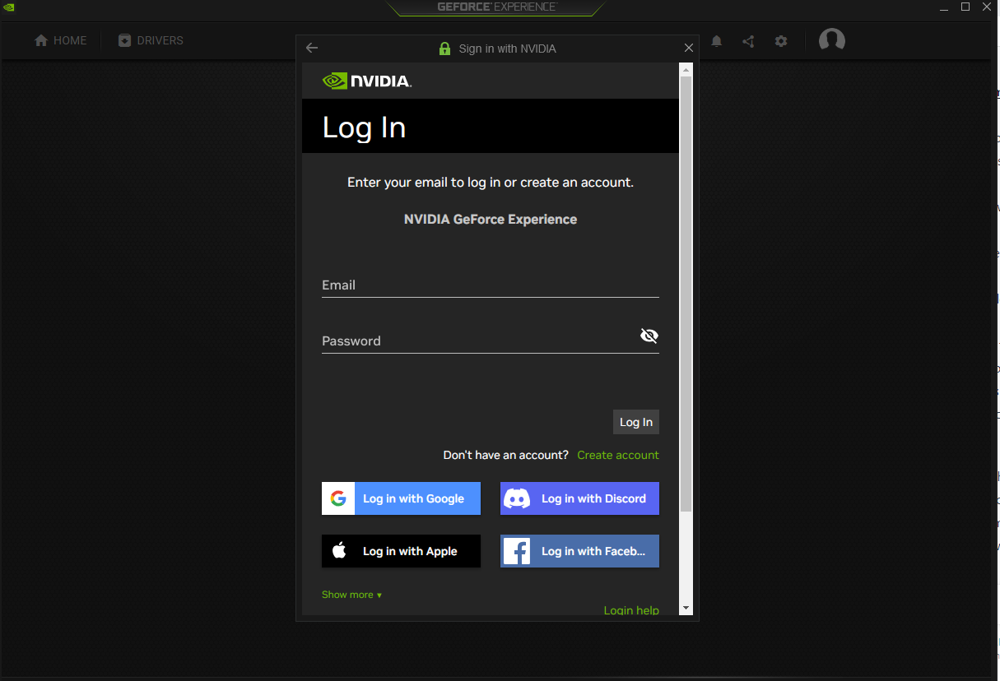 GEFORCE EXPERIENCE
HOME
DRIVERS
Sign in with NVIDIA
NVIDIA.
Log In
Enter your email to log in or create an account.
NVIDIA GeForce Experience
Email
Password
Log In
Don't have an account? Create account
Log in with Google
Log in with Discord
Log in with Apple
Log in with Faceb...
Show more ▾
Login help